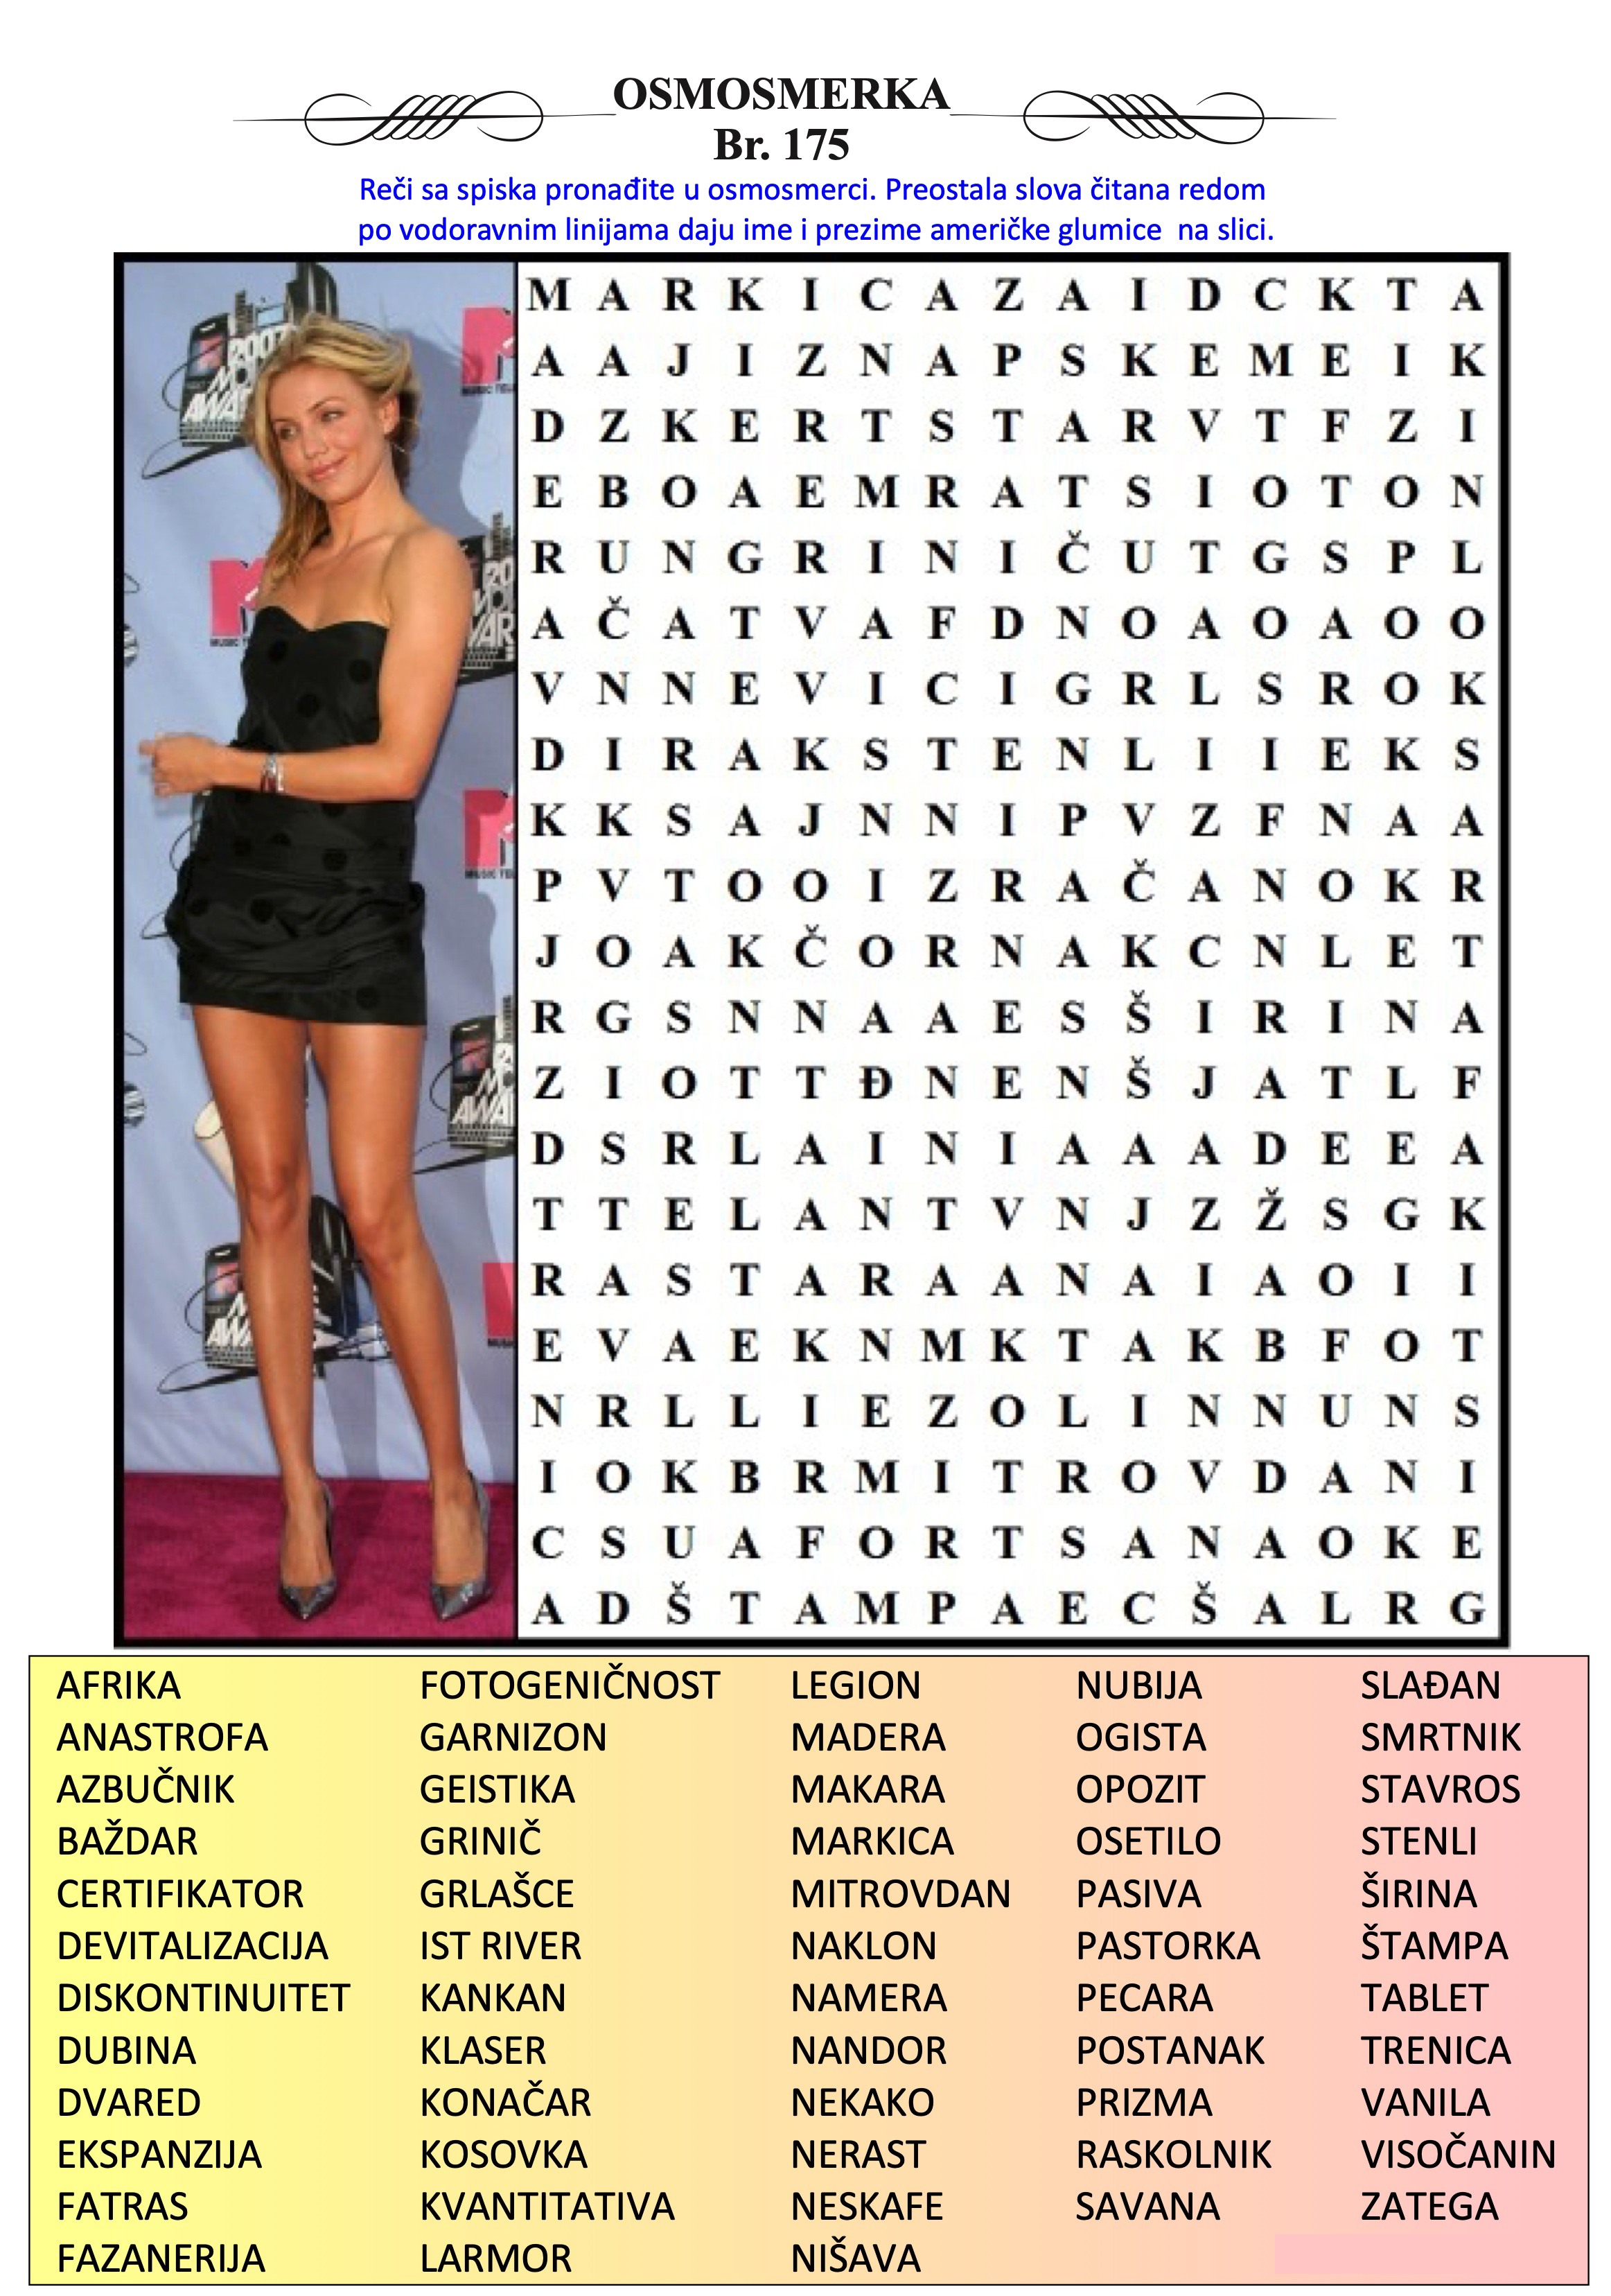 OSMOSMERKA
Br. 175
Reči sa spiska pronađite u osmosmerci. Preostala slova čitana redom
po vodoravnim linijama daju ime i prezime američke glumice na slici.
M A R K I C A Z A I D C K T A
A A J I Z N A P S K E M E I K
D Z K E R T S T A R V T F Z I
E B O A E M R A T S I O T O N
R U N G R I N I Č U T G S P L
A Č A T V A F D N O A O A O O
V N N E V I C I G R L S R O K
D I R A K S T E N L I I E K S
K K S A J N N I P V Z F N A A
P V T O O I Z R A Č A N O K R
J O A K Č O R N A K C N L E T
R G S N N A A E S Š I R I N A
Z I O T T Đ N E N Š J A T L F
D S R L A I N I A A A D E E A
T T E L A N T V N J Z Ž S G K
R A S T A R A A N A I A O I I
E V A E K N M K T A K B F O T
N R L L I E Z O L I N N U N S
I O K B R M I T R O V D A N I
C S U A F O R T S A N A O K E
A D Š T A M P A E C Š A L R G
AFRIKA FOTOGENIČNOST LEGION NUBIJA SLAĐAN
ANASTROFA GARNIZON MADERA OGISTA SMRTNIK
AZBUČNIK GEISTIKA MAKARA OPOZIT STAVROS
BAŽDAR GRINIČ MARKICA OSETILO STENLI
CERTIFIKATOR GRLAŠCE MITROVDAN PASIVA ŠIRINA
DEVITALIZACIJA IST RIVER NAKLON PASTORKA ŠTAMPA
DISKONTINUITET KANKAN NAMERA PECARA TABLET
DUBINA KLASER NANDOR POSTANAK TRENICA
DVARED KONAČAR NEKAKO PRIZMA VANILA
EKSPANZIJA KOSOVKA NERAST RASKOLNIK VISOČANIN
FATRAS KVANTITATIVA NESKAFE SAVANA ZATEGA
FAZANERIJA LARMOR NIŠAVA